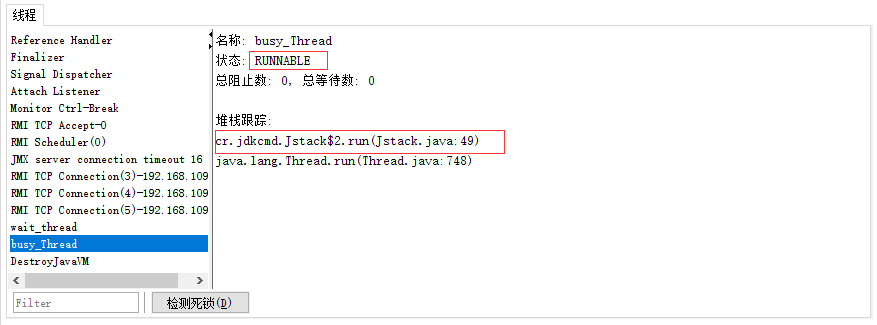 线程
Reference Handler
Finalizer
Signal Dispatcher
Attach Listener
Monitor Ctrl-Break
RMI TCP Accept-0
RMI Scheduler(0)
JMX server connection timeout 16
RMI TCP Connection(3)-192.168.109
RMI TCP Connection(4)-192.168.109
RMI TCP Connection(5)-192.168.109
wait_thread
busy_Thread
DestroyJavaVM
Filter
检测死锁(D)
名称: busy_Thread
状态: RUNNABLE
总阻止数: 0, 总等待数: 0
堆栈跟踪:
cr.jdkcmd.Jstack$2.run(Jstack.java:49)
java.lang.Thread.run(Thread.java:748)